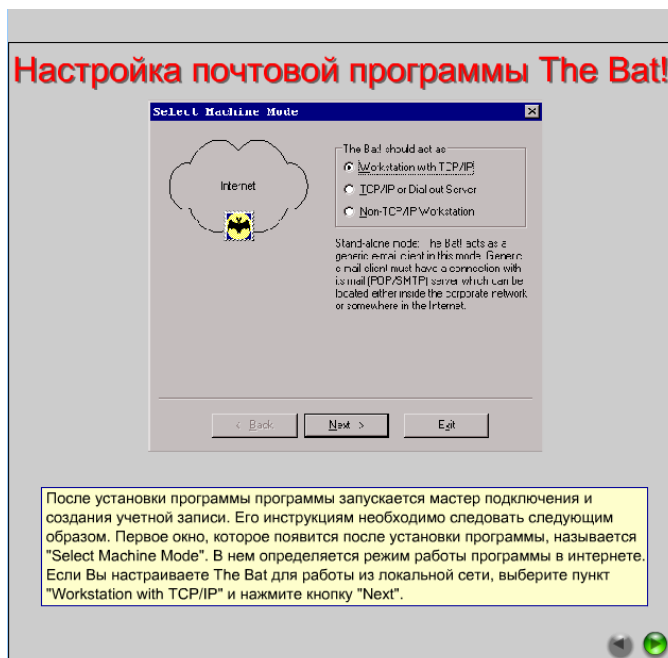 Настройка почтовой программы The Bat!
Select Machine Mode
Internet
The Bat! should act as
Workstation with TCP/IP
TCP/IP or Dial out Server
Non-TCP/IP Workstation
Stand-alone mode: The Bat! acts as a
generic e-mail client in this mode. Generic
e-mail client must have a connection with
its mail (POP/SMTP) server which can be
located either inside the corporate network
or somewhere in the Internet.
< Back
Next >
Exit
После установки программы программы запускается мастер подключения и
создания учетной записи. Его инструкциям необходимо следовать следующим
образом. Первое окно, которое появится после установки программы, называется
"Select Machine Mode". В нем определяется режим работы программы в интернете.
Если Вы настраиваете The Bat для работы из локальной сети, выберите пункт
"Workstation with TCP/IP" и нажмите кнопку "Next".